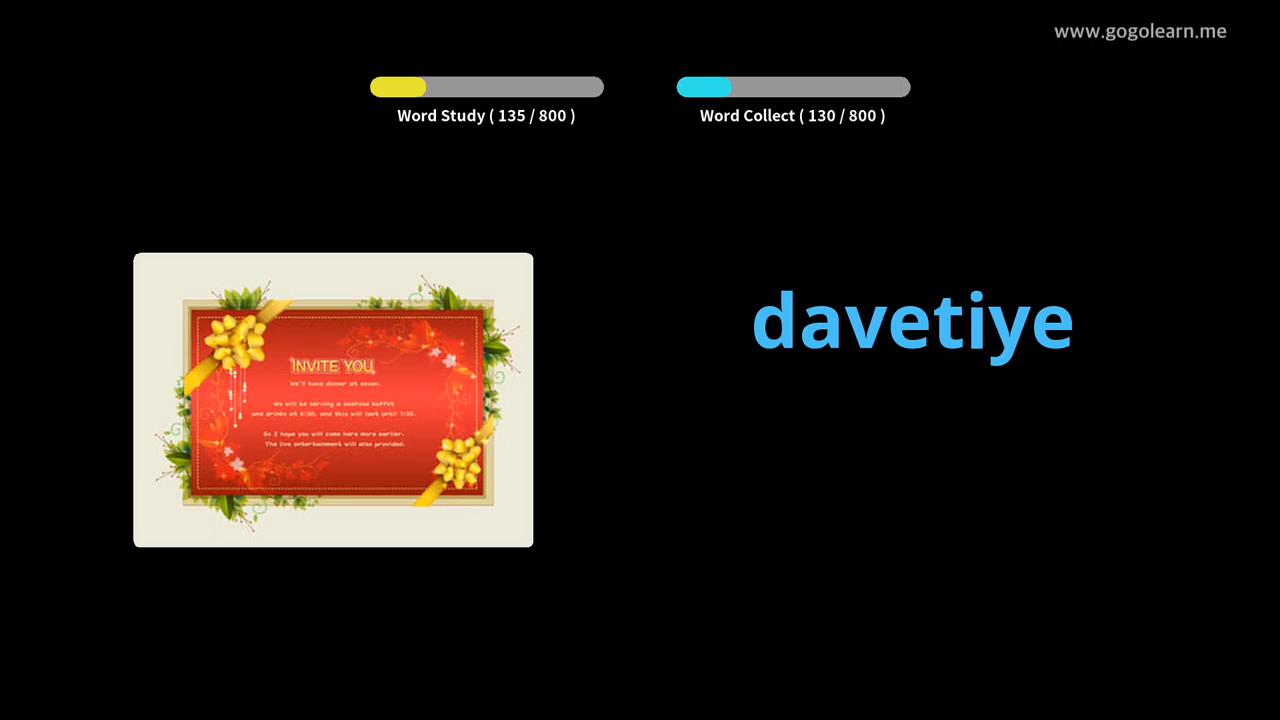 www.gogolearn.me
Word Study ( 135 / 800 )
Word Collect ( 130 / 800 )
davetiye
INVITE YOU
We'll have dinner at seven.
We will be serving a seafood buffet
and drinks at 6:30, and this will last until 7:30.
So I hope you will come here more earlier.
The live entertainment will also provided.